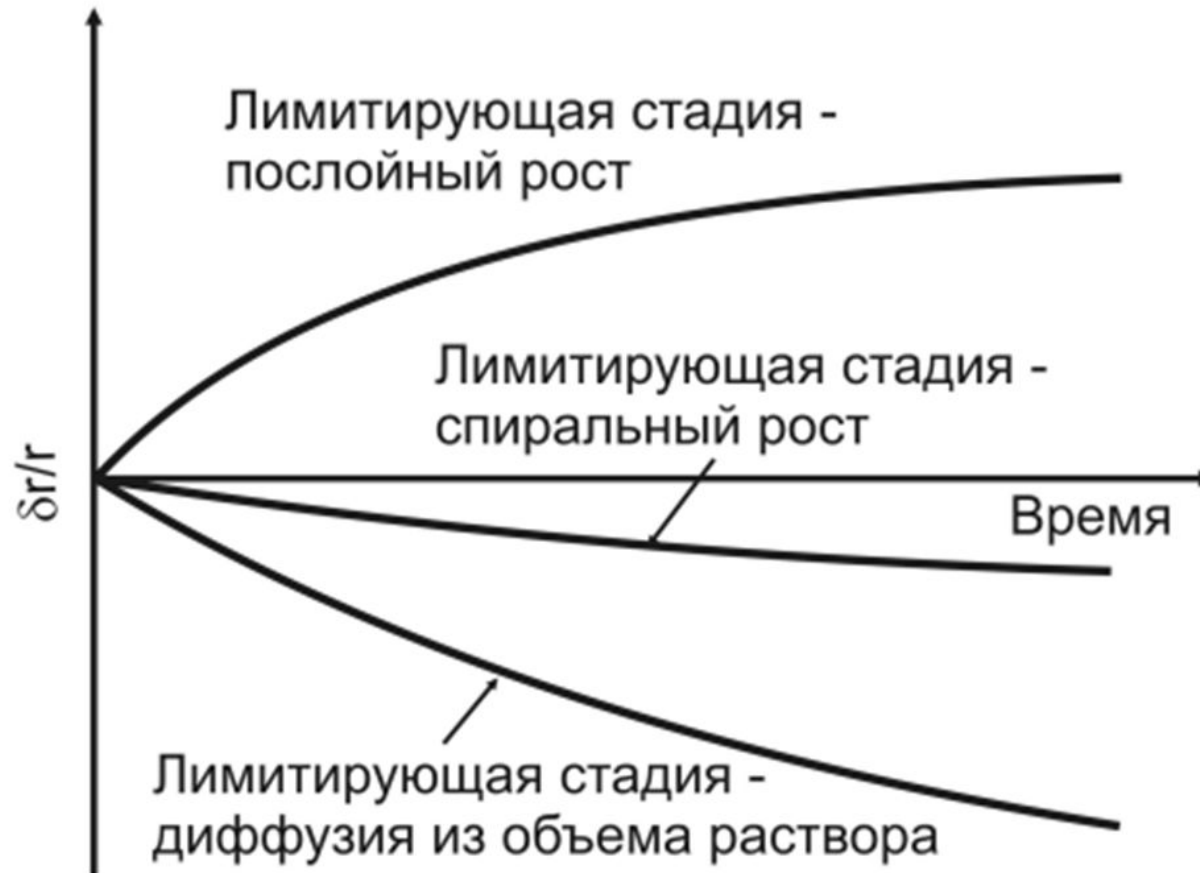 Лимитирующая стадия -
послойный рост
Лимитирующая стадия -
спиральный рост
δr/r
Время
Лимитирующая стадия -
диффузия из объема раствора